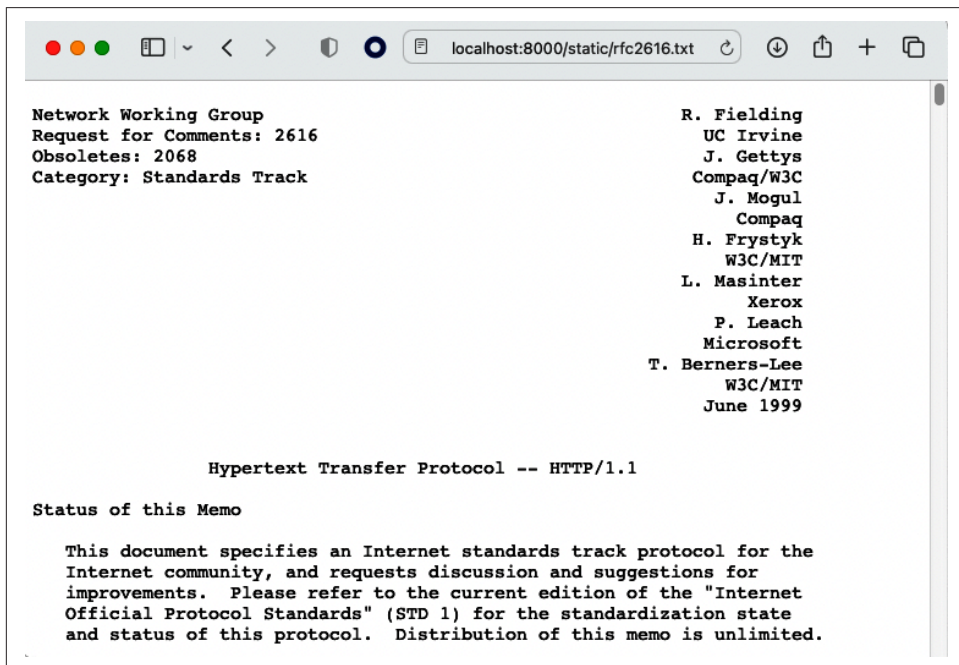 localhost:8000/static/rfc2616.txt
Network Working Group R. Fielding
Request for Comments: 2616 UC Irvine
Obsoletes: 2068 J. Gettys
Category: Standards Track Compaq/W3C
J. Mogul
Compaq
H. Frystyk
W3C/MIT
L. Masinter
Xerox
P. Leach
Microsoft
T. Berners-Lee
W3C/MIT
June 1999
Hypertext Transfer Protocol -- HTTP/1.1
Status of this Memo
This document specifies an Internet standards track protocol for the
Internet community, and requests discussion and suggestions for
improvements.  Please refer to the current edition of the "Internet
Official Protocol Standards" (STD 1) for the standardization state
and status of this protocol.  Distribution of this memo is unlimited.